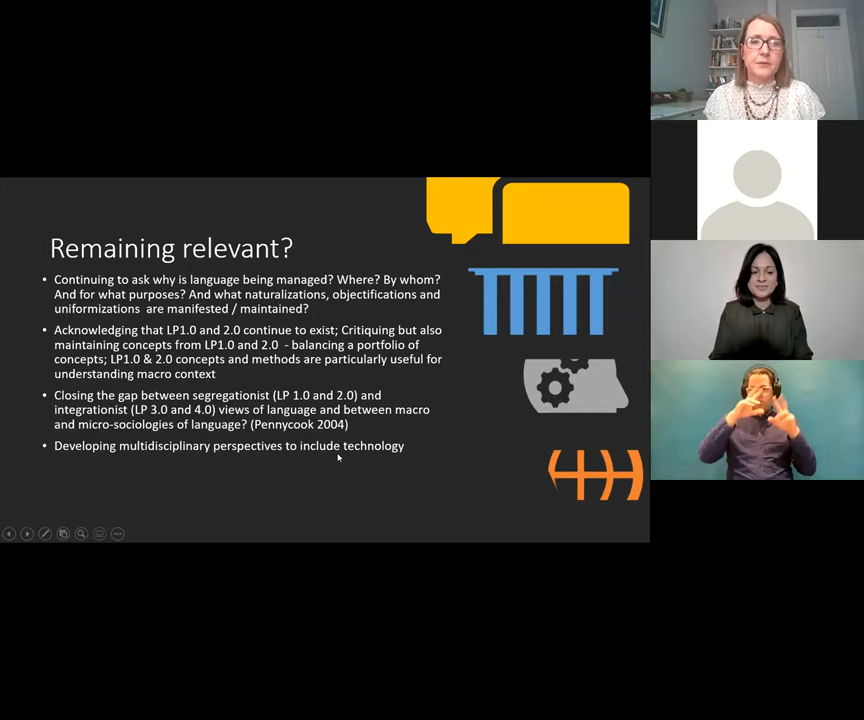 Remaining relevant?
• Continuing to ask why is language being managed? Where? By whom?
And for what purposes? And what naturalizations, objectifications and
uniformizations are manifested / maintained?
• Acknowledging that LP1.0 and 2.0 continue to exist; Critiquing but also
maintaining concepts from LP1.0 and 2.0 - balancing a portfolio of
concepts; LP1.0 & 2.0 concepts and methods are particularly useful for
understanding macro context
• Closing the gap between segregationist (LP 1.0 and 2.0) and
integrationist (LP 3.0 and 4.0) views of language and between macro
and micro-sociologies of language? (Pennycook 2004)
• Developing multidisciplinary perspectives to include technology